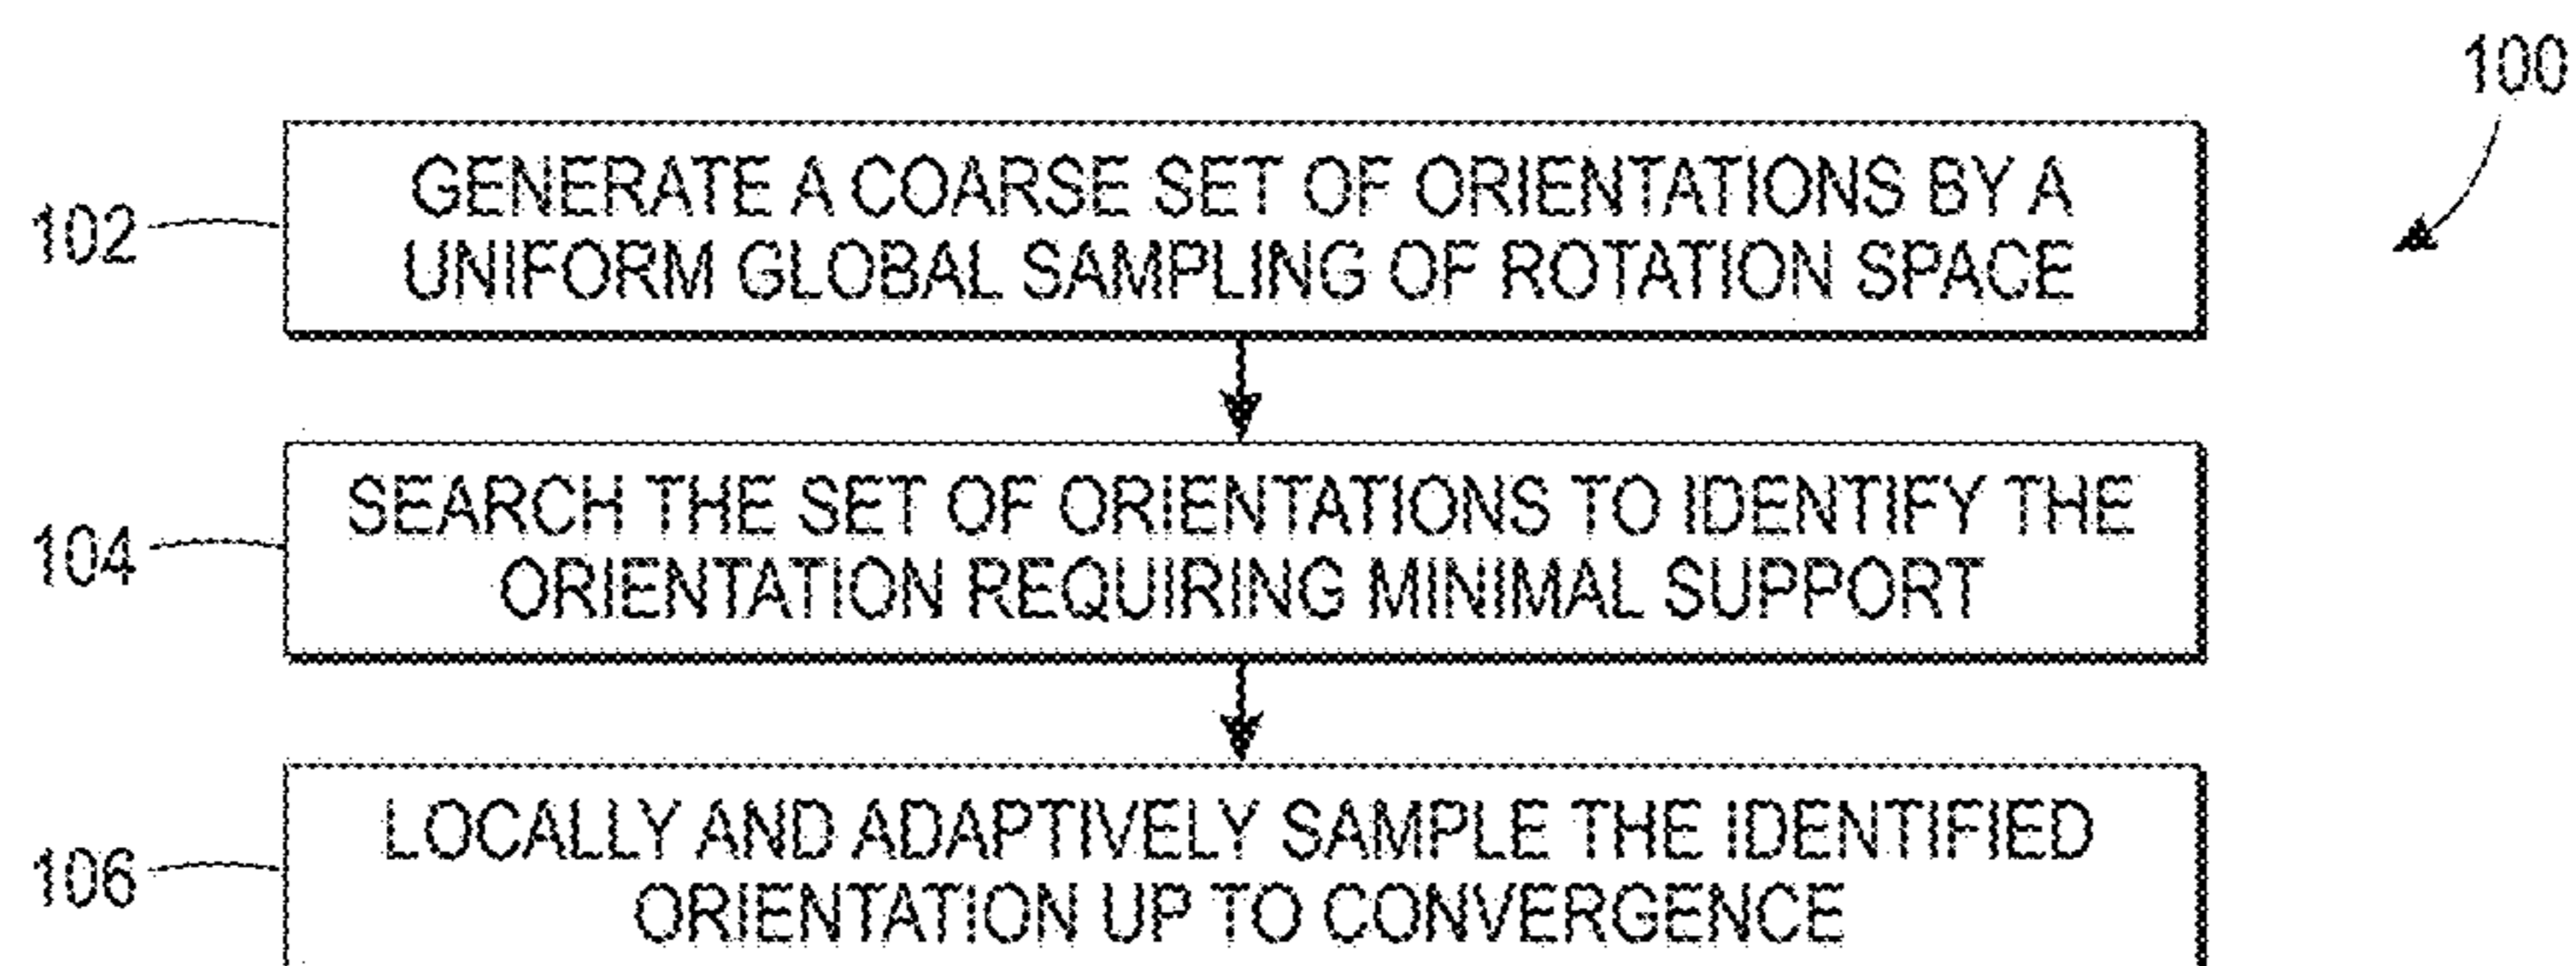 100
102
GENERATE A COARSE SET OF ORIENTATIONS BY A
UNIFORM GLOBAL SAMPLING OF ROTATION SPACE
104
SEARCH THE SET OF ORIENTATIONS TO IDENTIFY THE
ORIENTATION REQUIRING MINIMAL SUPPORT
106
LOCALLY AND ADAPTIVELY SAMPLE THE IDENTIFIED
ORIENTATION UP TO CONVERGENCE